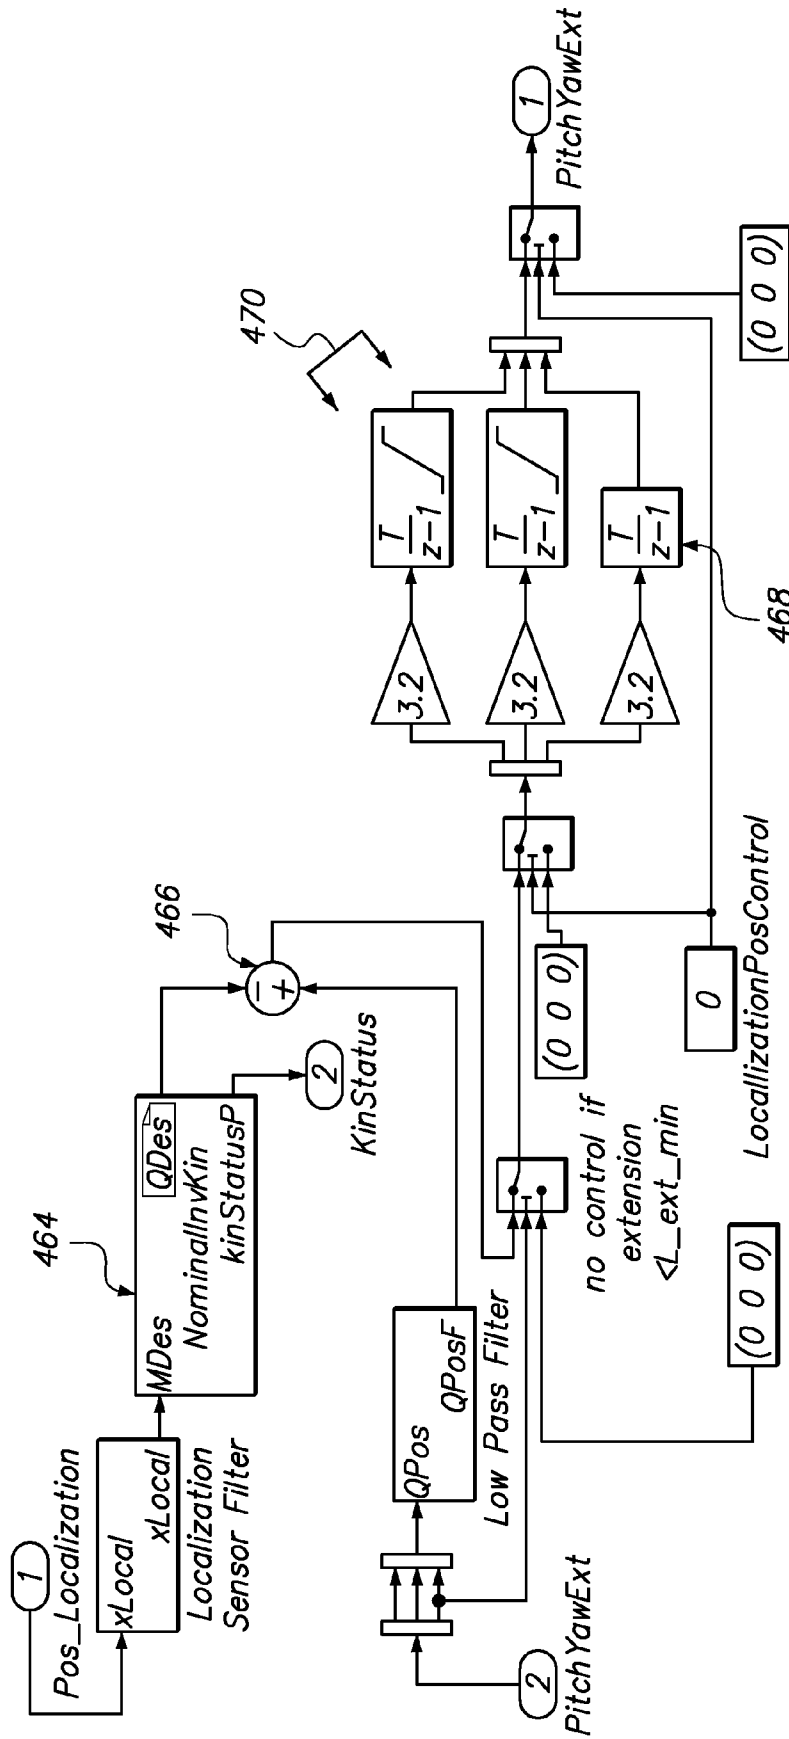 1
Pos_Localization
xLocal
xLocal
Localization
Sensor Filter
464
MDes
QDes
NominalInvKin
kinStatusP
466
−
+
2
KinStatus
2
PitchYawExt
QPos
QPosF
Low Pass Filter
no control if
extension
<L_ext_min
(0 0 0)
(0 0 0)
0
LocallizationPosControl
3.2
3.2
3.2
T
z−1
T
z−1
T
z−1
468
470
(0 0 0)
1
PitchYawExt